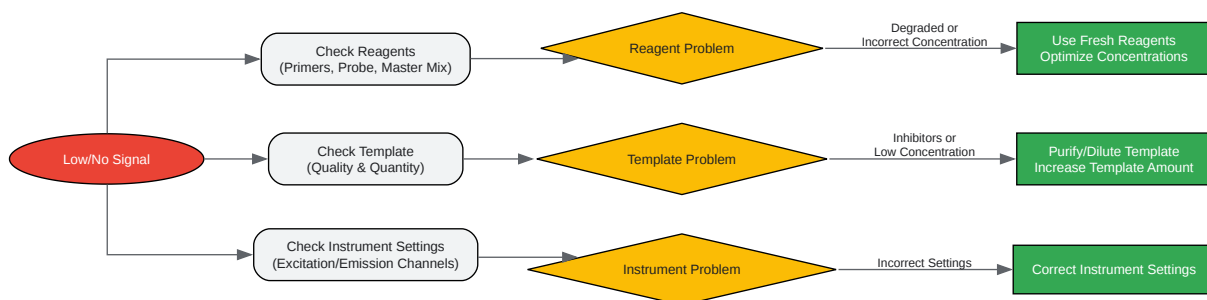 Low/No Signal
Check Reagents
(Primers, Probe, Master Mix)
Reagent Problem
Degraded or
Incorrect Concentration
Use Fresh Reagents
Optimize Concentrations
Check Template
(Quality & Quantity)
Template Problem
Inhibitors or
Low Concentration
Purify/Dilute Template
Increase Template Amount
Check Instrument Settings
(Excitation/Emission Channels)
Instrument Problem
Incorrect Settings
Correct Instrument Settings